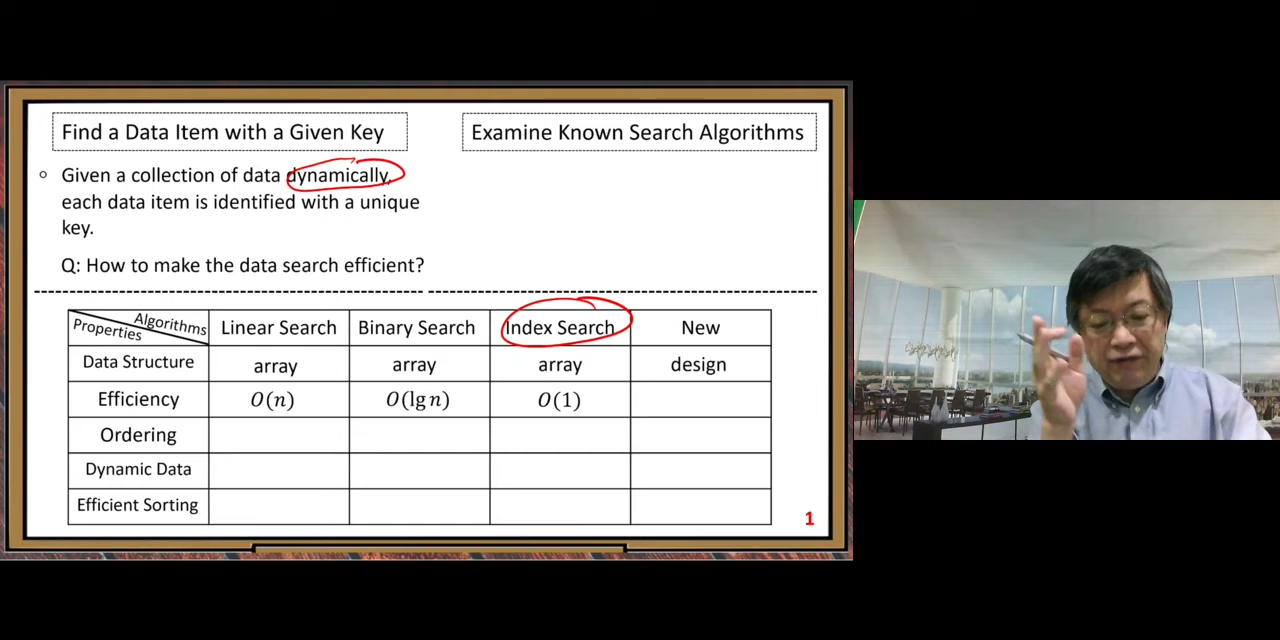 Find a Data Item with a Given Key
Examine Known Search Algorithms
Given a collection of data dynamically,
each data item is identified with a unique
key.
Q: How to make the data search efficient?
Algorithms
Properties
Linear Search
Binary Search
Index Search
New
Data Structure
array
array
array
design
Efficiency
O(n)
O(lg n)
O(1)
Ordering
Dynamic Data
Efficient Sorting
1